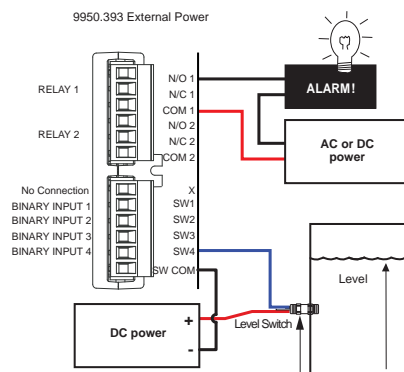 9950.393 External Power
RELAY 1
RELAY 2
N/O 1
N/C 1
COM 1
N/O 2
N/C 2
COM 2
ALARM!
AC or DC
power
No Connection
BINARY INPUT 1
BINARY INPUT 2
BINARY INPUT 3
BINARY INPUT 4
X
SW1
SW2
SW3
SW4
SW COM
Level
Level Switch
DC power
+
-